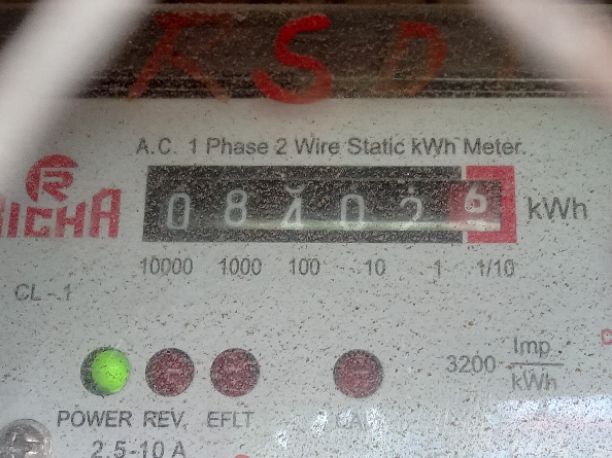 KSD
A.C. 1 Phase 2 Wire Static kWh Meter.
RICHA
084026 kWh
10000 1000 100 10 1 1/10
CL-.1
3200 Imp/kWh
POWER REV. EFLT CAL
2.5-10 A